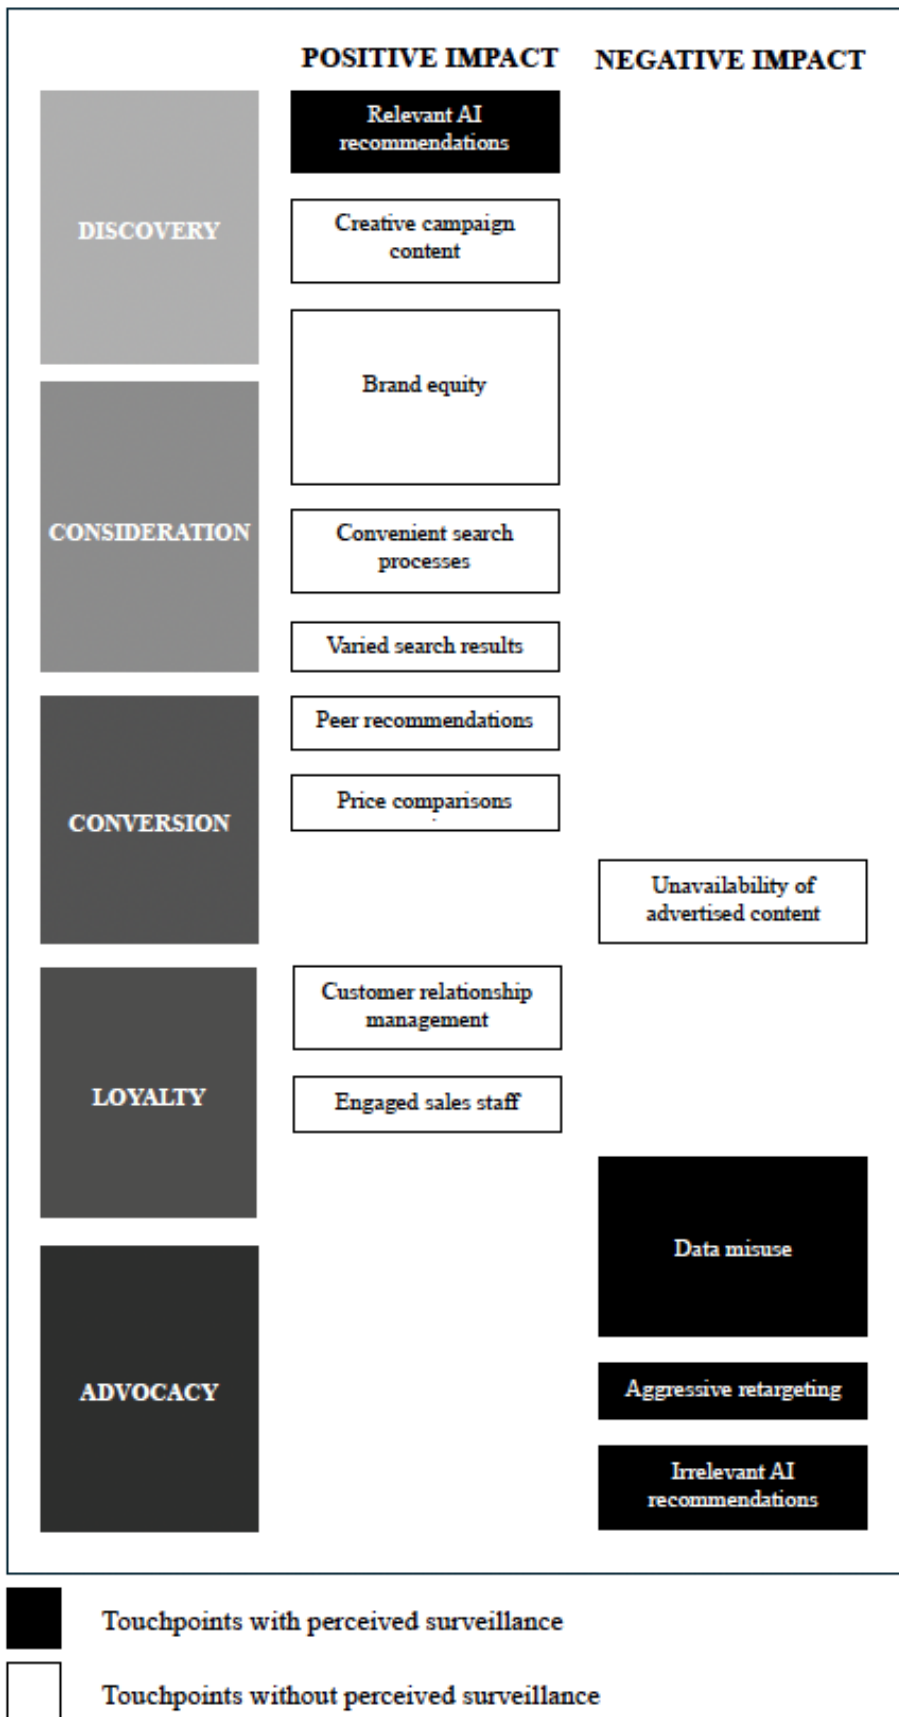 POSITIVE IMPACT
NEGATIVE IMPACT
DISCOVERY
Relevant AI
recommendations
Creative campaign
content
Brand equity
CONSIDERATION
Convenient search
processes
Varied search results
CONVERSION
Peer recommendations
Price comparisons
Unavailability of
advertised content
LOYALTY
Customer relationship
management
Engaged sales staff
Data misuse
ADVOCACY
Aggressive retargeting
Irrelevant AI
recommendations
Touchpoints with perceived surveillance
Touchpoints without perceived surveillance